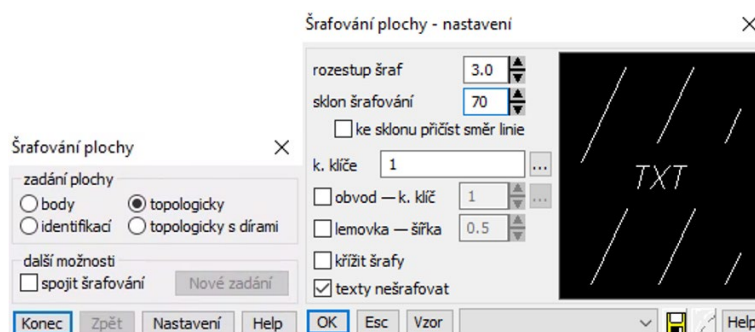 Šrafování plochy
zadání plochy
body topologicky
identifikací topologicky s dírami
další možnosti
spojit šrafování Nové zadání
Konec Zpět Nastavení Help
Šrafování plochy - nastavení
rozestup šraf 3.0
sklon šrafování 70
ke sklonu přičíst směr linie
k. klíče 1 ...
obvod — k. klíč 1 ...
lemovka — šířka 0.5
křížit šrafy
texty nešrafovat
TXT
OK Esc Vzor Help